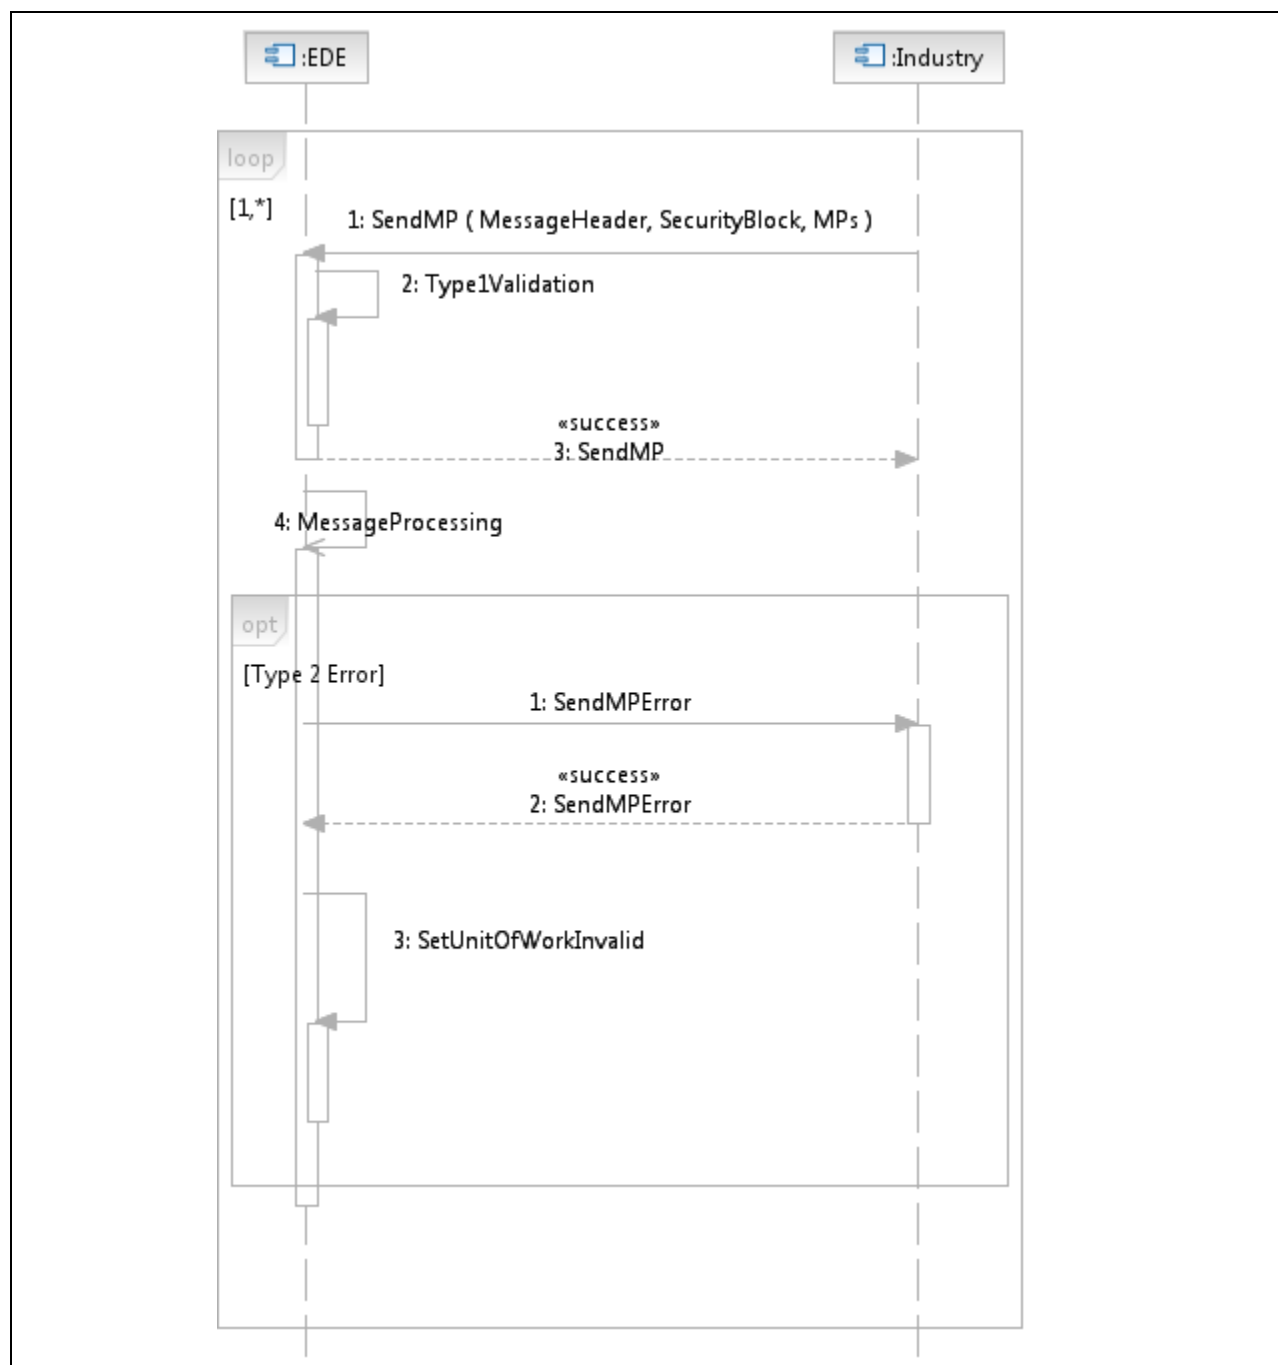 :EDE
:Industry
loop
[1,*]
1: SendMP ( MessageHeader, SecurityBlock, MPs )
2: Type1Validation
«success»
3: SendMP
4: MessageProcessing
opt
[Type 2 Error]
1: SendMPError
«success»
2: SendMPError
3: SetUnitOfWorkInvalid